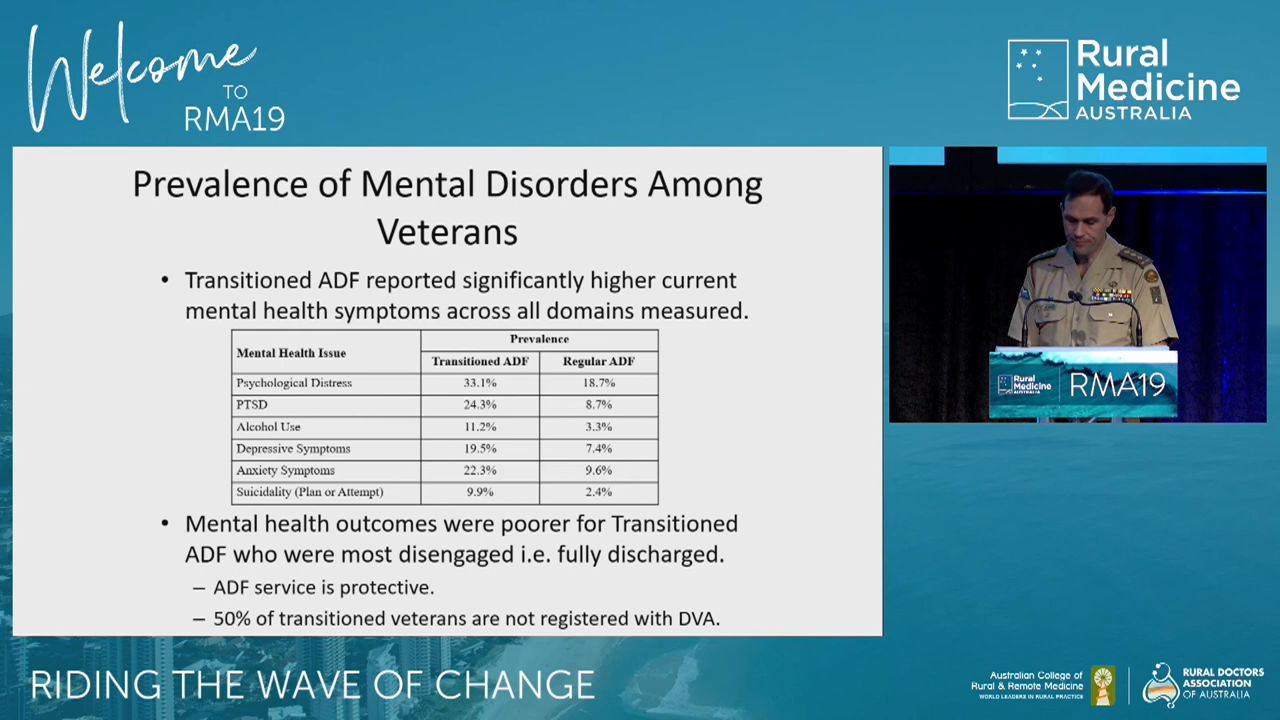 Welcome
TO
RMA19
Rural
Medicine
AUSTRALIA
Prevalence of Mental Disorders Among
Veterans
• Transitioned ADF reported significantly higher current
mental health symptoms across all domains measured.
Mental Health Issue
Prevalence
Transitioned ADF Regular ADF
Psychological Distress 33.1% 18.7%
PTSD 24.3% 8.7%
Alcohol Use 11.2% 3.3%
Depressive Symptoms 19.5% 7.4%
Anxiety Symptoms 22.3% 9.6%
Suicidality (Plan or Attempt) 9.9% 2.4%
• Mental health outcomes were poorer for Transitioned
ADF who were most disengaged i.e. fully discharged.
– ADF service is protective.
– 50% of transitioned veterans are not registered with DVA.
Rural
Medicine
AUSTRALIA
RMA19
RIDING THE WAVE OF CHANGE
Australian College of
Rural & Remote Medicine
WORLD LEADERS IN RURAL PRACTICE
RURAL DOCTORS
ASSOCIATION
OF AUSTRALIA